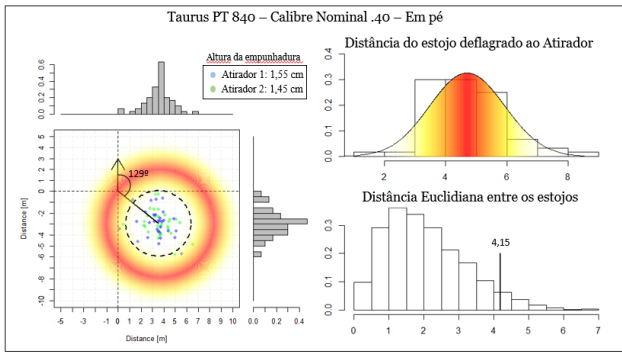 Taurus PT 840 – Calibre Nominal .40 – Em pé
Altura da empunhadura
Atirador 1: 1,55 cm
Atirador 2: 1,45 cm
0.0 0.2 0.4 0.6
129º
Distance [m]
5
4
3
2
1
0
-1
-2
-3
-4
-5
-6
-8
-10
-5 -3 -1 0 1 2 3 4 5 6 7 8 9 10
Distance [m]
0.0 0.2 0.4
Distância do estojo deflagrado ao Atirador
0.4
0.3
0.2
0.1
0.0
2 4 6 8
Distância Euclidiana entre os estojos
4,15
0.3
0.2
0.1
0.0
0 1 2 3 4 5 6 7